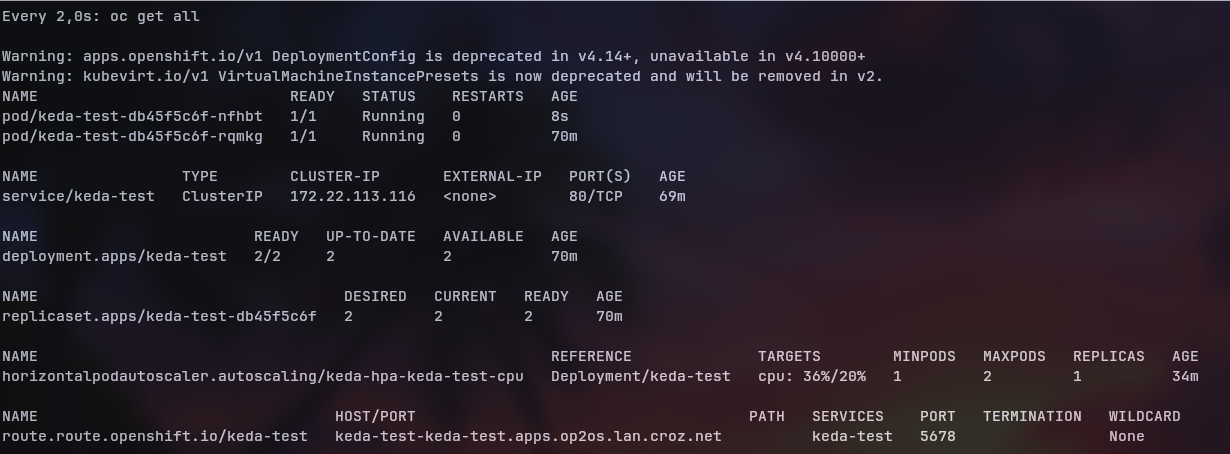 Every 2,0s: oc get all
Warning: apps.openshift.io/v1 DeploymentConfig is deprecated in v4.14+, unavailable in v4.10000+
Warning: kubevirt.io/v1 VirtualMachineInstancePresets is now deprecated and will be removed in v2.
NAME                            READY   STATUS    RESTARTS   AGE
pod/keda-test-db45f5c6f-nfhbt   1/1     Running   0          8s
pod/keda-test-db45f5c6f-rqmkg   1/1     Running   0          70m
NAME                TYPE        CLUSTER-IP       EXTERNAL-IP   PORT(S)   AGE
service/keda-test   ClusterIP   172.22.113.116   <none>        80/TCP    69m
NAME                        READY   UP-TO-DATE   AVAILABLE   AGE
deployment.apps/keda-test   2/2     2            2           70m
NAME                                  DESIRED   CURRENT   READY   AGE
replicaset.apps/keda-test-db45f5c6f   2         2         2       70m
NAME                                                         REFERENCE              TARGETS        MINPODS   MAXPODS   REPLICAS   AGE
horizontalpodautoscaler.autoscaling/keda-hpa-keda-test-cpu   Deployment/keda-test   cpu: 36%/20%   1         2         1          34m
NAME                                 HOST/PORT                                     PATH   SERVICES    PORT   TERMINATION   WILDCARD
route.route.openshift.io/keda-test   keda-test-keda-test.apps.op2os.lan.croz.net          keda-test   5678                 None